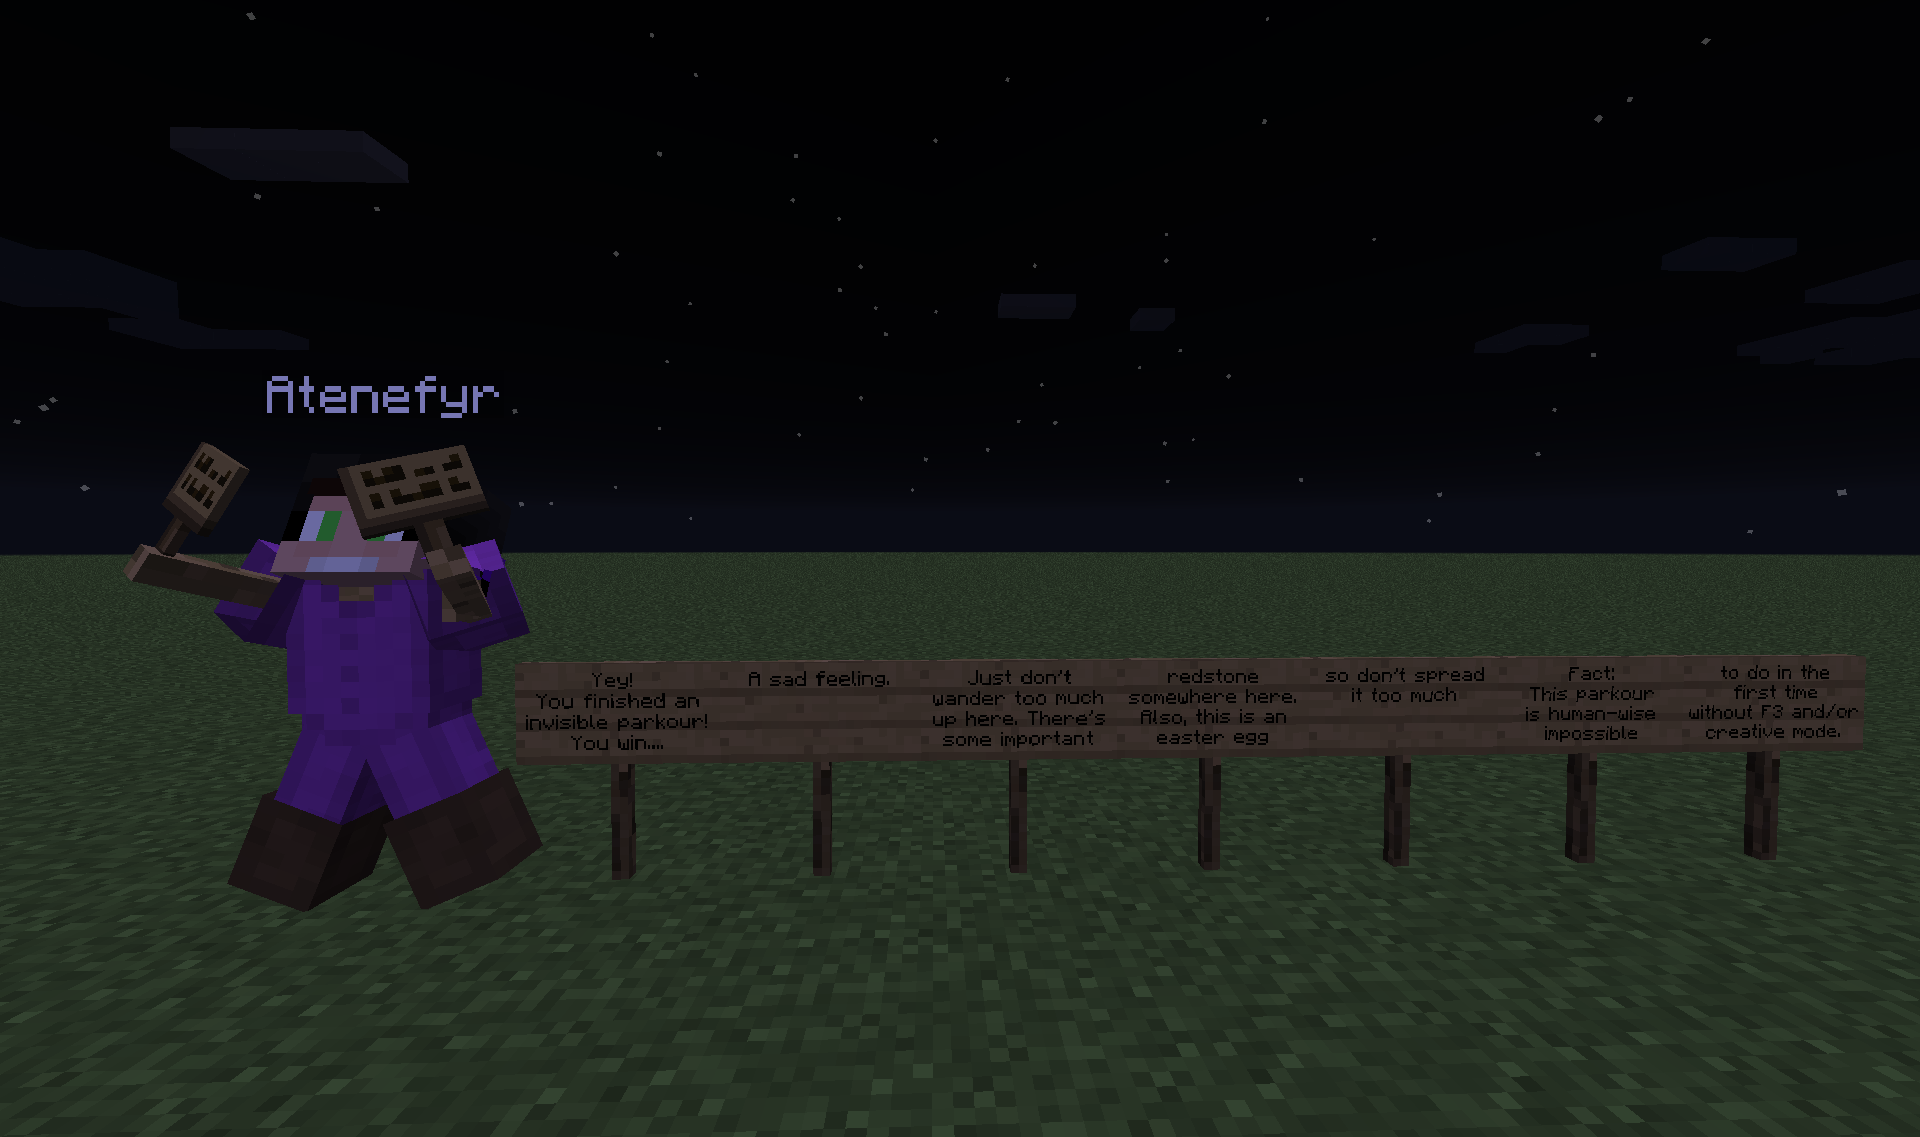 Atenefyr
Yey!
You finished an
invisible parkour!
You win....
A sad feeling.
Just don't
wander too much
up here. There's
some important
redstone
somewhere here.
Also, this is an
easter egg
so don't spread
it too much
Fact:
This parkour
is human-wise
impossible
to do in the
first time
without F3 and/or
creative mode.